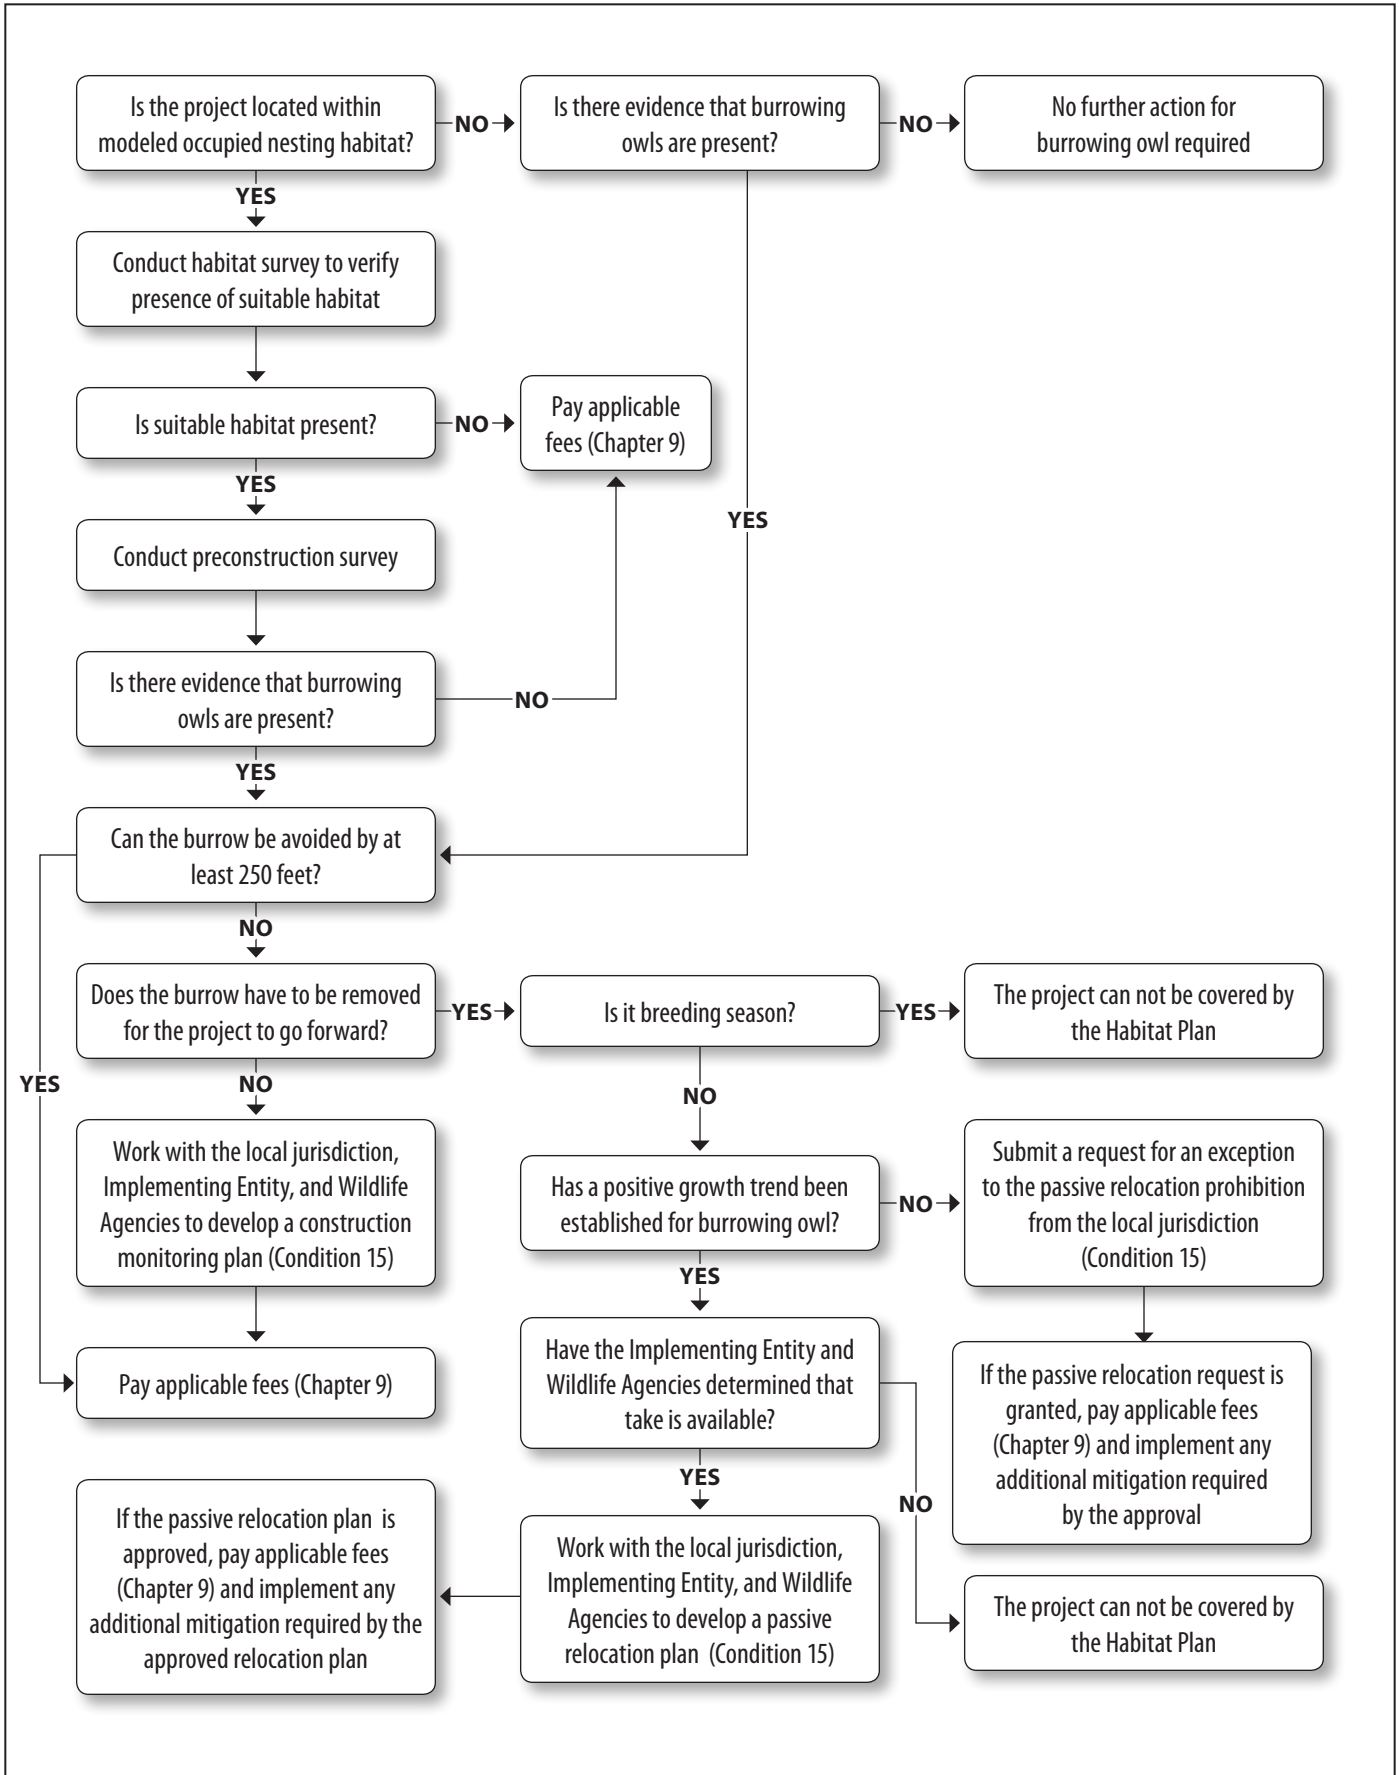 Is the project located within
modeled occupied nesting habitat?
NO
Is there evidence that burrowing
owls are present?
NO
No further action for
burrowing owl required
YES
Conduct habitat survey to verify
presence of suitable habitat
Is suitable habitat present?
NO
Pay applicable
fees (Chapter 9)
YES
YES
Conduct preconstruction survey
Is there evidence that burrowing
owls are present?
NO
YES
Can the burrow be avoided by at
least 250 feet?
NO
Does the burrow have to be removed
for the project to go forward?
YES
Is it breeding season?
YES
The project can not be covered by
the Habitat Plan
YES
NO
NO
Work with the local jurisdiction,
Implementing Entity, and Wildlife
Agencies to develop a construction
monitoring plan (Condition 15)
Has a positive growth trend been
established for burrowing owl?
NO
Submit a request for an exception
to the passive relocation prohibition
from the local jurisdiction
(Condition 15)
YES
Pay applicable fees (Chapter 9)
Have the Implementing Entity and
Wildlife Agencies determined that
take is available?
If the passive relocation request is
granted, pay applicable fees
(Chapter 9) and implement any
additional mitigation required
by the approval
YES
NO
If the passive relocation plan is
approved, pay applicable fees
(Chapter 9) and implement any
additional mitigation required by the
approved relocation plan
Work with the local jurisdiction,
Implementing Entity, and Wildlife
Agencies to develop a passive
relocation plan (Condition 15)
The project can not be covered by
the Habitat Plan